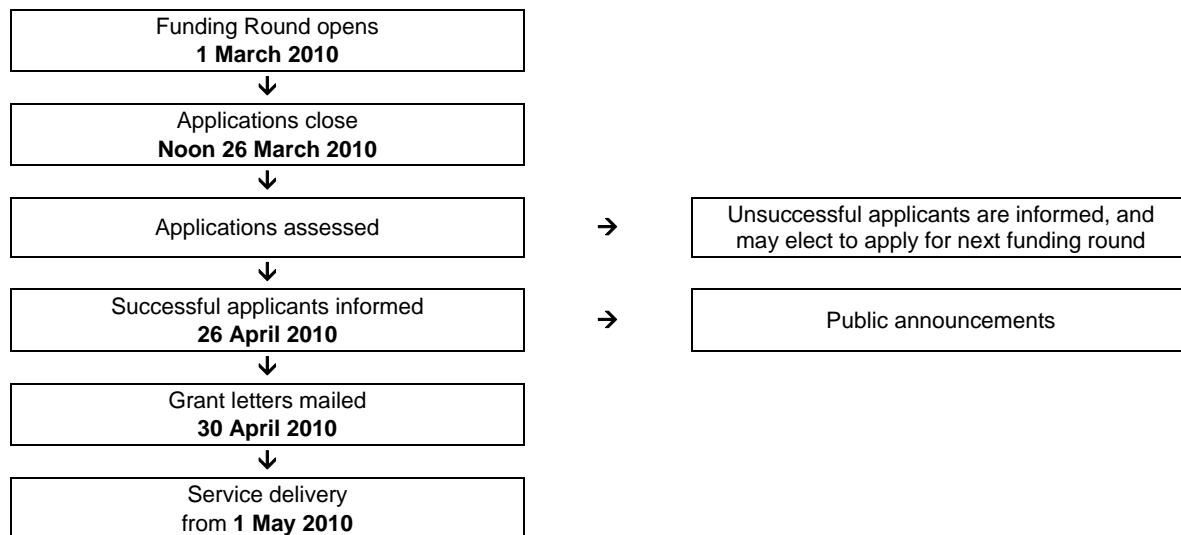 Funding Round opens
1 March 2010
Applications close
Noon 26 March 2010
Applications assessed
Unsuccessful applicants are informed, and
may elect to apply for next funding round
Successful applicants informed
26 April 2010
Public announcements
Grant letters mailed
30 April 2010
Service delivery
from 1 May 2010